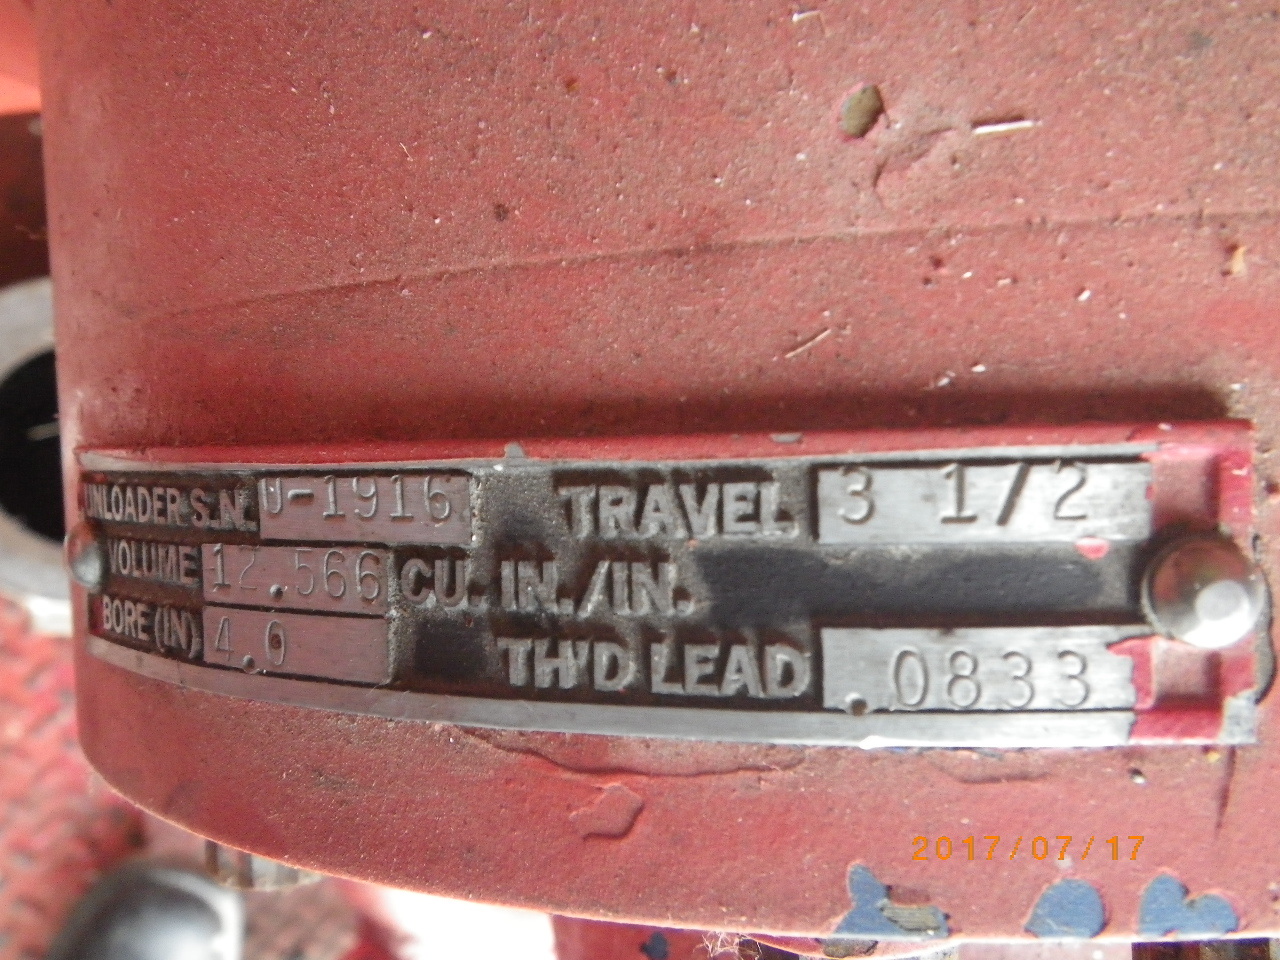 UNLOADER S.N. U-1916 TRAVEL 3 1/2
VOLUME 12.566 CU. IN./IN.
BORE (IN) 4.0 TH'D LEAD .0833
2017/07/17